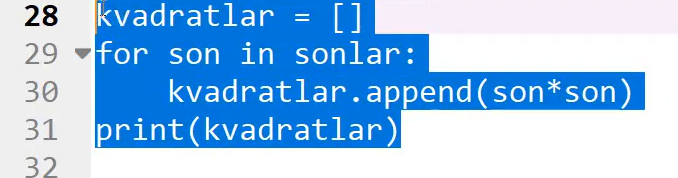 28 kvadratlar = []
29 for son in sonlar:
30     kvadratlar.append(son*son)
31 print(kvadratlar)
32